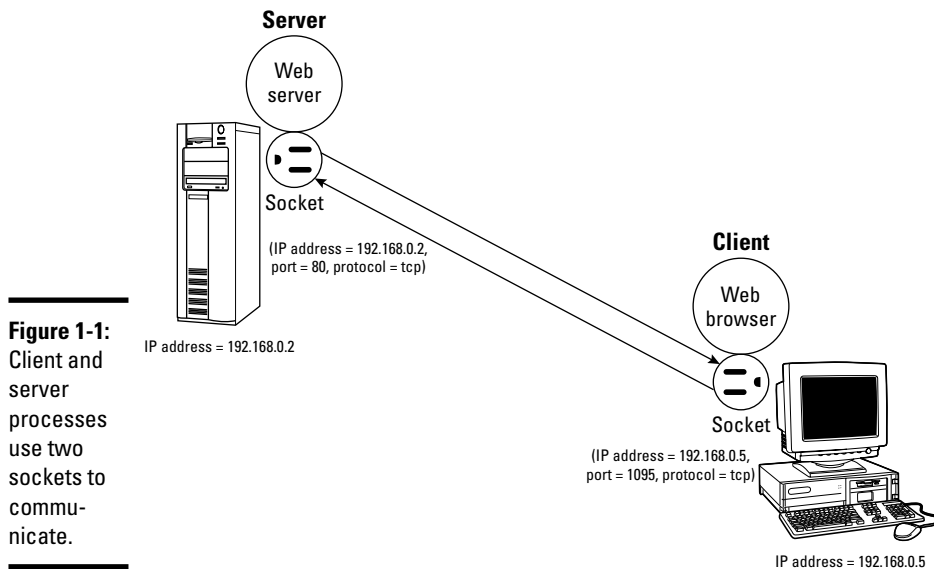 Server
Web
server
Socket
(IP address = 192.168.0.2,
port = 80, protocol = tcp)
IP address = 192.168.0.2
Client
Web
browser
Socket
(IP address = 192.168.0.5,
port = 1095, protocol = tcp)
IP address = 192.168.0.5
Figure 1-1:
Client and
server
processes
use two
sockets to
commu-
nicate.